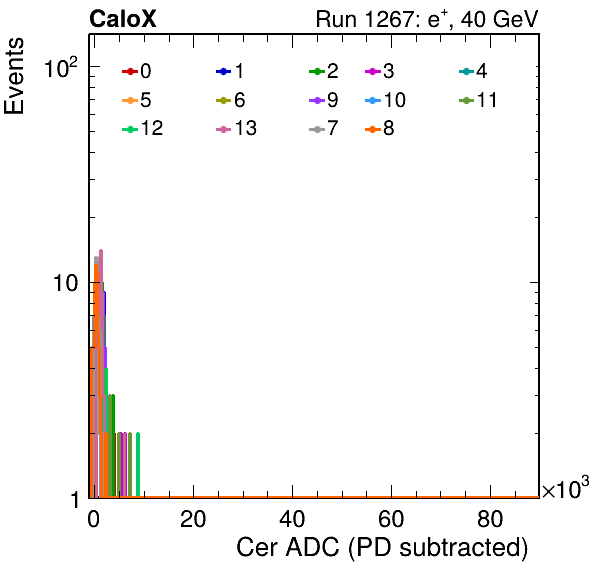 CaloX Run 1267: e⁺, 40 GeV
Events
10²
10
1
0 1 2 3 4
5 6 9 10 11
12 13 7 8
0 20 40 60 80 ×10³
Cer ADC (PD subtracted)